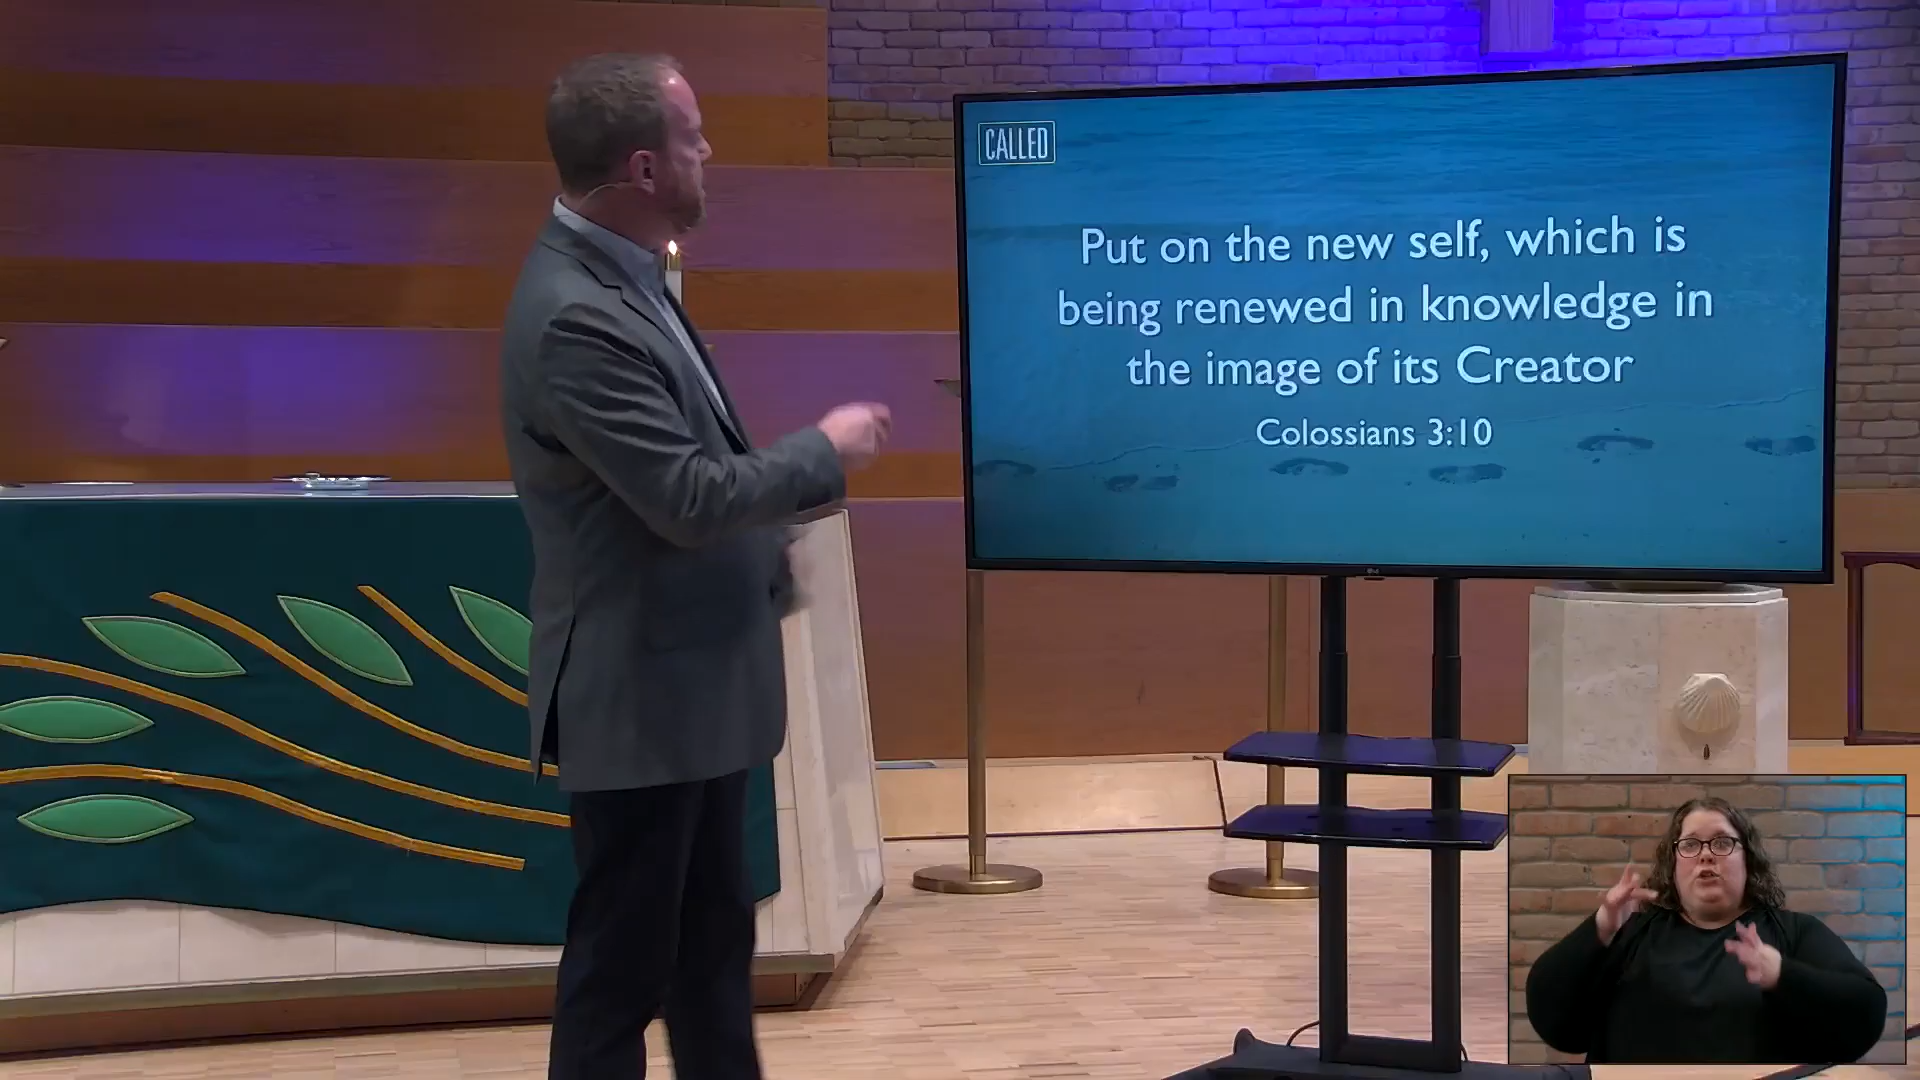 CALLED
Put on the new self, which is
being renewed in knowledge in
the image of its Creator
Colossians 3:10